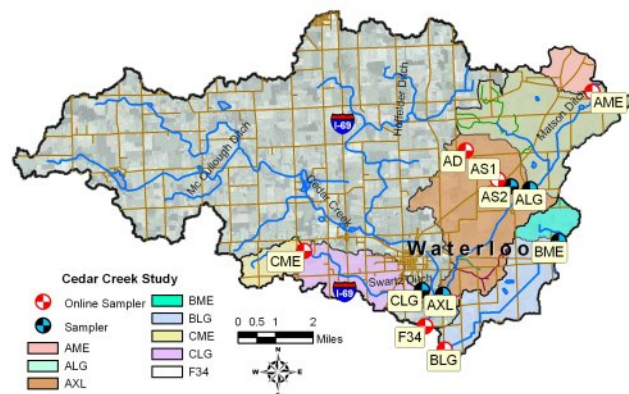 I-69
Hoffelder Ditch
Matson Ditch
AME
McCullough Ditch
AD
AS1
AS2
ALG
Cedar Creek
Waterloo
BME
CME
Swartz Ditch
I-69
CLG
AXL
F34
BLG
Cedar Creek Study
Online Sampler
Sampler
AME
ALG
AXL
BME
BLG
CME
CLG
F34
0 0.5 1 2
Miles
N
W
E
S